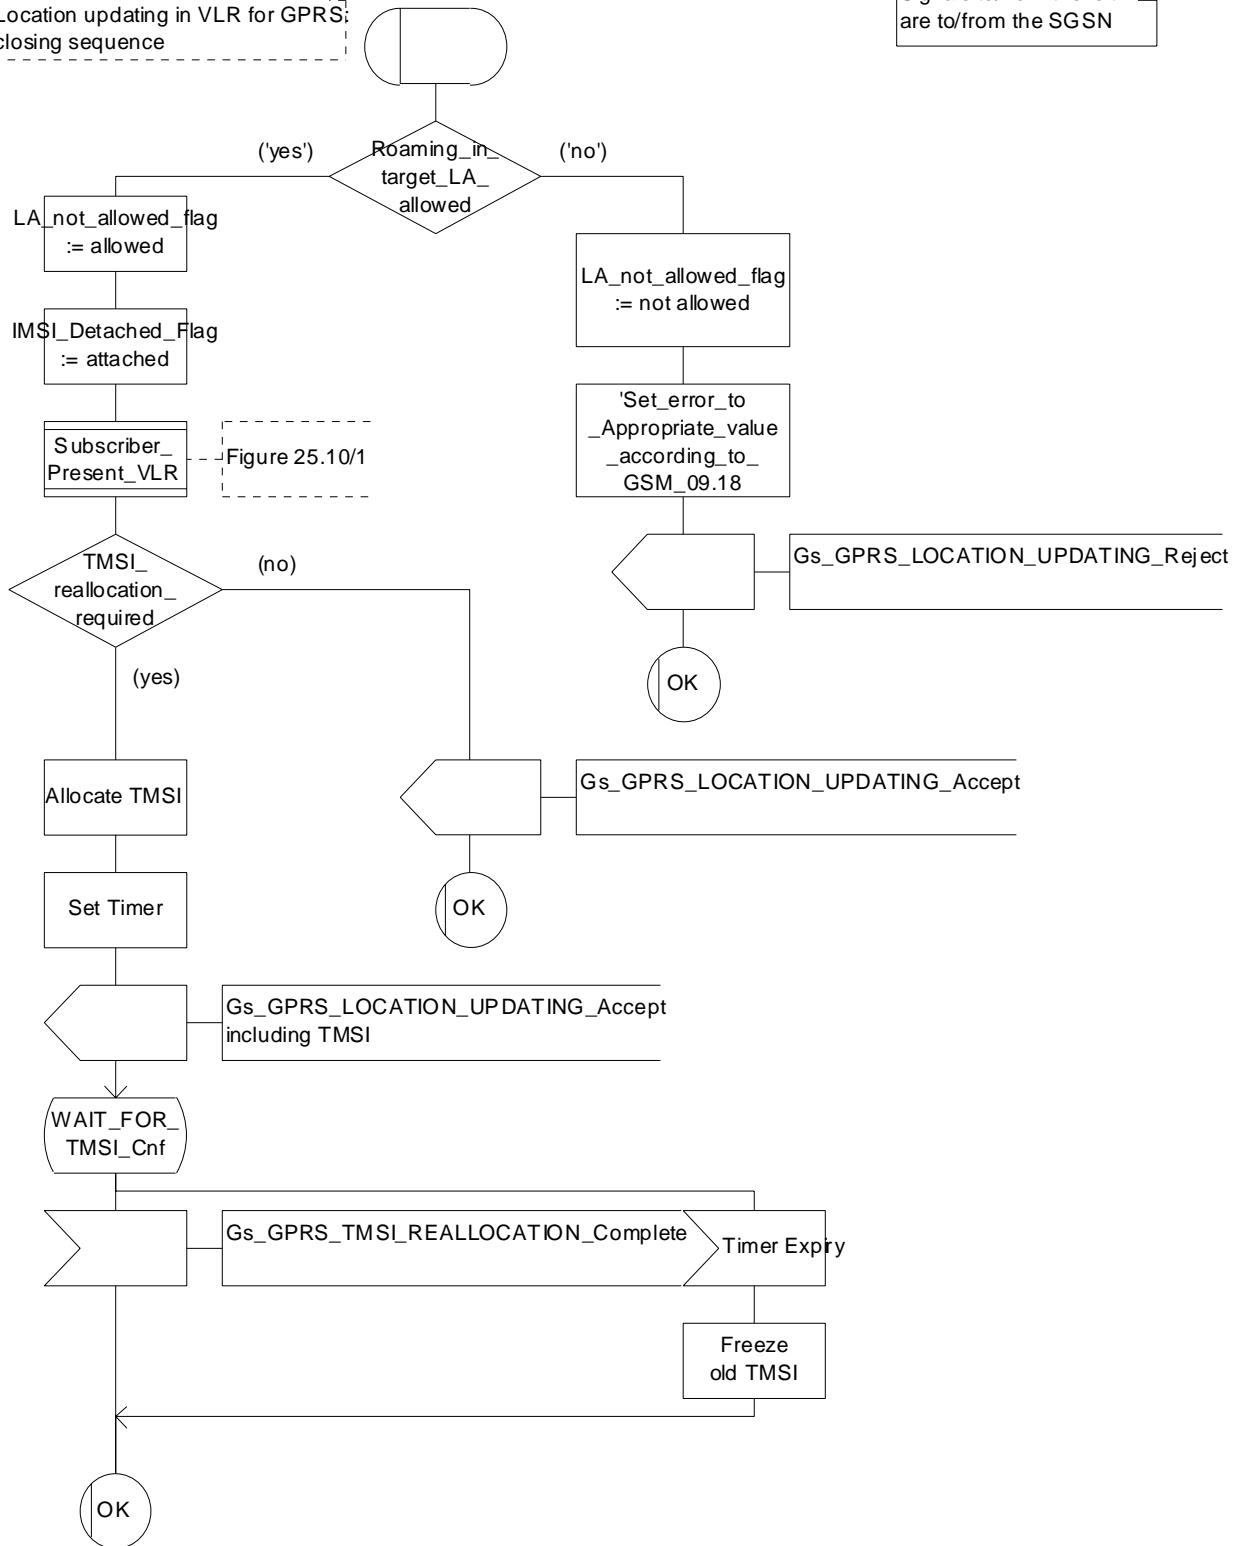 Location updating in VLR for GPRS:
closing sequence
are to/from the SGSN
('yes')
Roaming_in_
target_LA_
allowed
('no')
LA_not_allowed_flag
:= allowed
LA_not_allowed_flag
:= not allowed
IMSI_Detached_Flag
:= attached
'Set_error_to
_Appropriate_value
_according_to_
GSM_09.18
Subscriber_
Present_VLR
Figure 25.10/1
Gs_GPRS_LOCATION_UPDATING_Reject
TMSI_
reallocation_
required
(no)
(yes)
OK
Allocate TMSI
Gs_GPRS_LOCATION_UPDATING_Accept
Set Timer
OK
Gs_GPRS_LOCATION_UPDATING_Accept
including TMSI
WAIT_FOR_
TMSI_Cnf
Gs_GPRS_TMSI_REALLOCATION_Complete
Timer Expiry
Freeze
old TMSI
OK